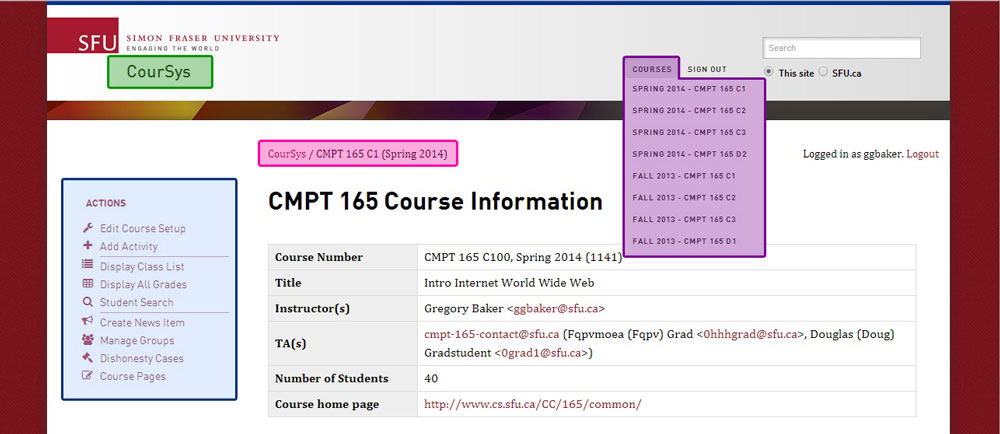 SFU SIMON FRASER UNIVERSITY
ENGAGING THE WORLD
CourSys
Search
This site SFU.ca
COURSES SIGN OUT
SPRING 2014 - CMPT 165 C1
SPRING 2014 - CMPT 165 C2
SPRING 2014 - CMPT 165 C3
SPRING 2014 - CMPT 165 D2
FALL 2013 - CMPT 165 C1
FALL 2013 - CMPT 165 C2
FALL 2013 - CMPT 165 C3
FALL 2013 - CMPT 165 D1
CourSys / CMPT 165 C1 (Spring 2014)
Logged in as ggbaker. Logout
ACTIONS
Edit Course Setup
Add Activity
Display Class List
Display All Grades
Student Search
Create News Item
Manage Groups
Dishonesty Cases
Course Pages
CMPT 165 Course Information
Course Number CMPT 165 C100, Spring 2014 (1141)
Title Intro Internet World Wide Web
Instructor(s) Gregory Baker <ggbaker@sfu.ca>
TA(s) cmpt-165-contact@sfu.ca (Fqpvmoea (Fqpv) Grad <0hhhgrad@sfu.ca>, Douglas (Doug)
Gradstudent <0grad1@sfu.ca>)
Number of Students 40
Course home page http://www.cs.sfu.ca/CC/165/common/